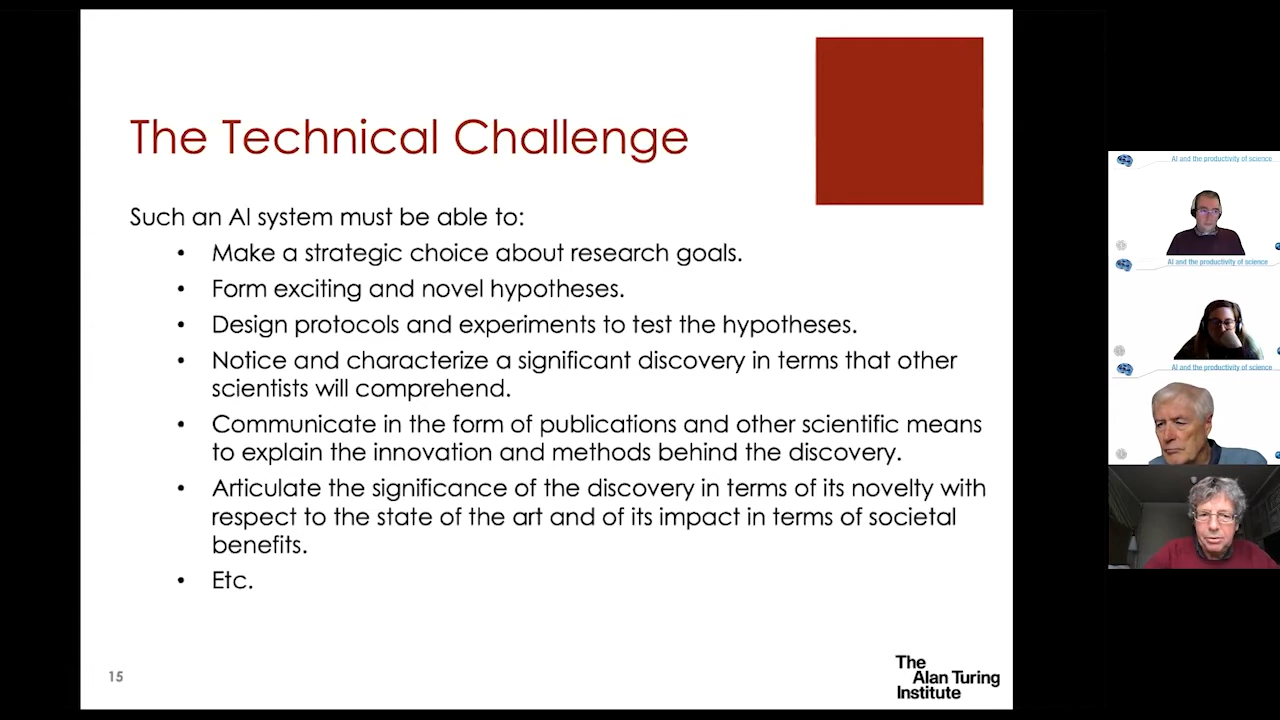 The Technical Challenge
Such an AI system must be able to:
• Make a strategic choice about research goals.
• Form exciting and novel hypotheses.
• Design protocols and experiments to test the hypotheses.
• Notice and characterize a significant discovery in terms that other
scientists will comprehend.
• Communicate in the form of publications and other scientific means
to explain the innovation and methods behind the discovery.
• Articulate the significance of the discovery in terms of its novelty with
respect to the state of the art and of its impact in terms of societal
benefits.
• Etc.
15
The
Alan Turing
Institute
AI and the productivity of science
AI and the productivity of science
AI and the productivity of science